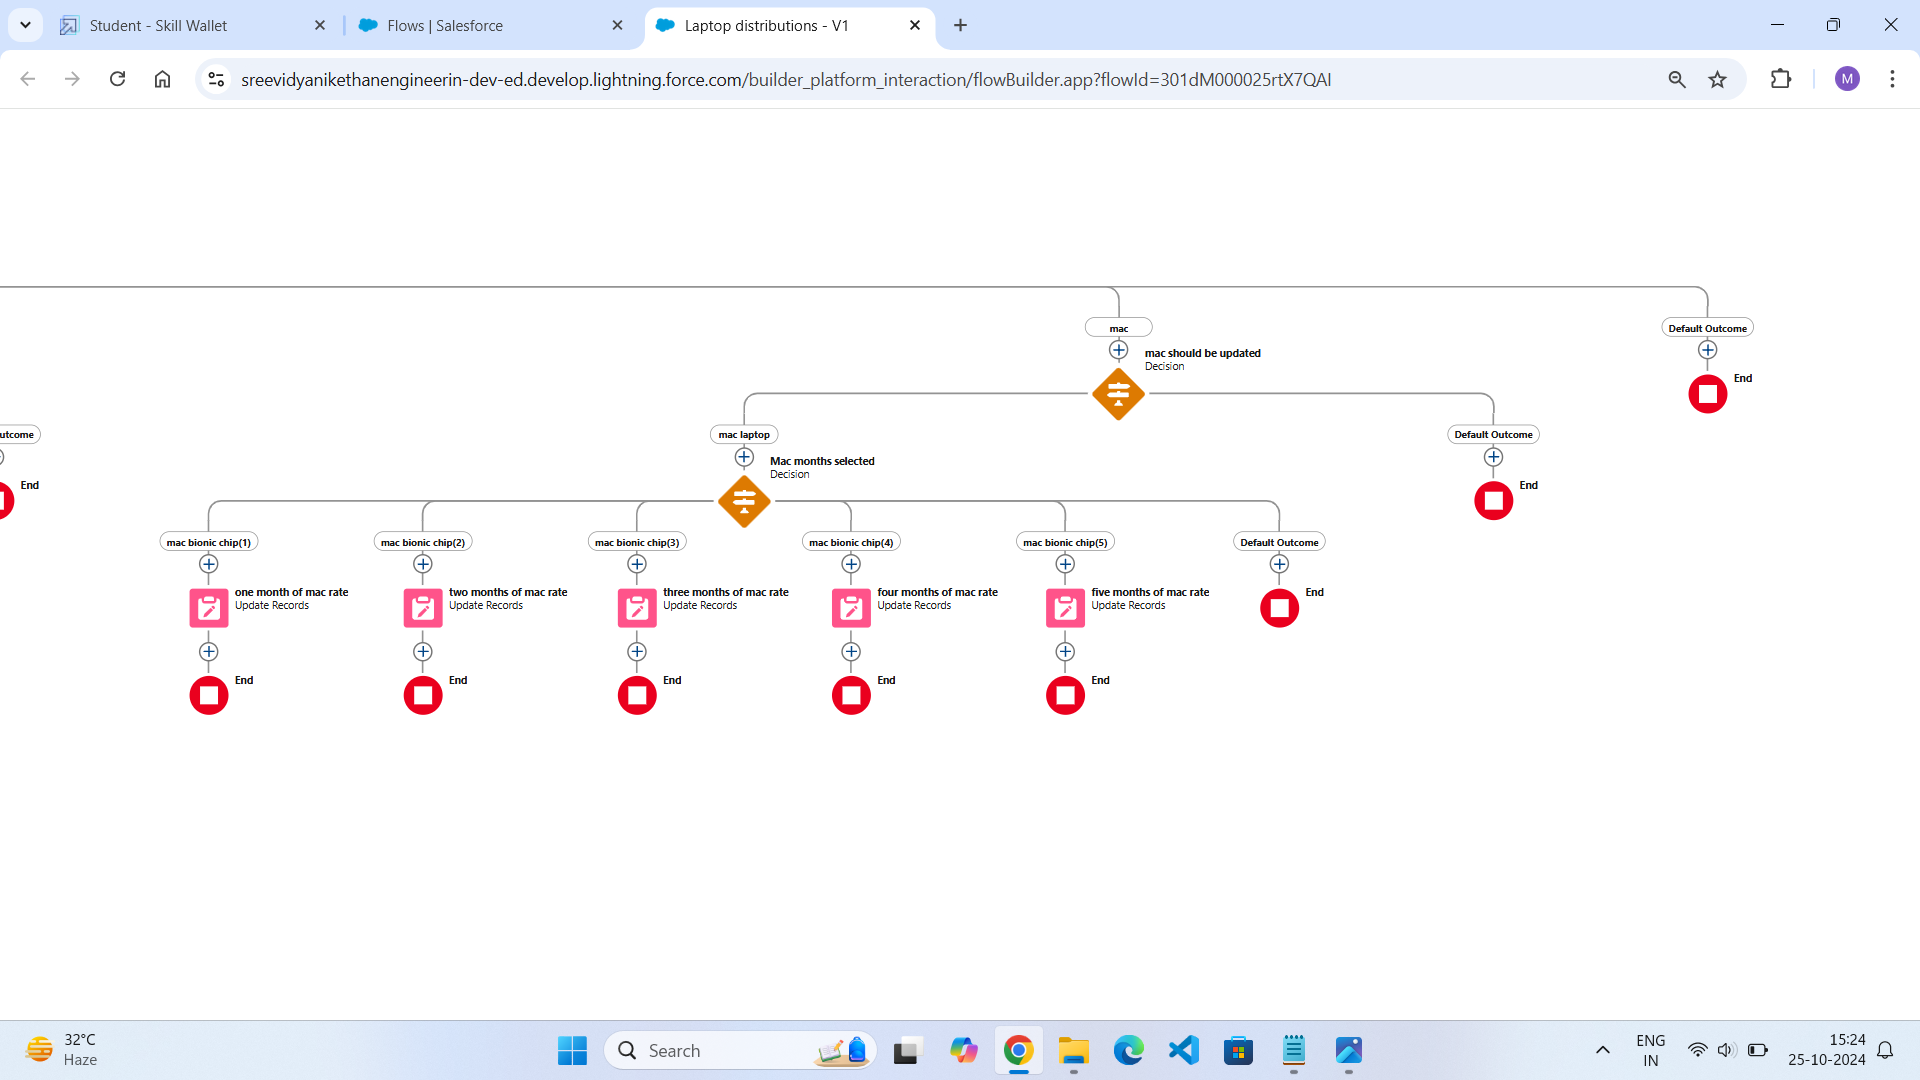 Student - Skill Wallet
Flows | Salesforce
Laptop distributions - V1
sreevidyanikethanengineerin-dev-ed.develop.lightning.force.com/builder_platform_interaction/flowBuilder.app?flowId=301dM000025rtX7QAI
M
mac
Default Outcome
mac should be updated
Decision
End
utcome
mac laptop
Default Outcome
Mac months selected
Decision
End
End
mac bionic chip(1)
mac bionic chip(2)
mac bionic chip(3)
mac bionic chip(4)
mac bionic chip(5)
Default Outcome
one month of mac rate
Update Records
two months of mac rate
Update Records
three months of mac rate
Update Records
four months of mac rate
Update Records
five months of mac rate
Update Records
End
End
End
End
End
End
32°C
Haze
Search
ENG
IN
15:24
25-10-2024